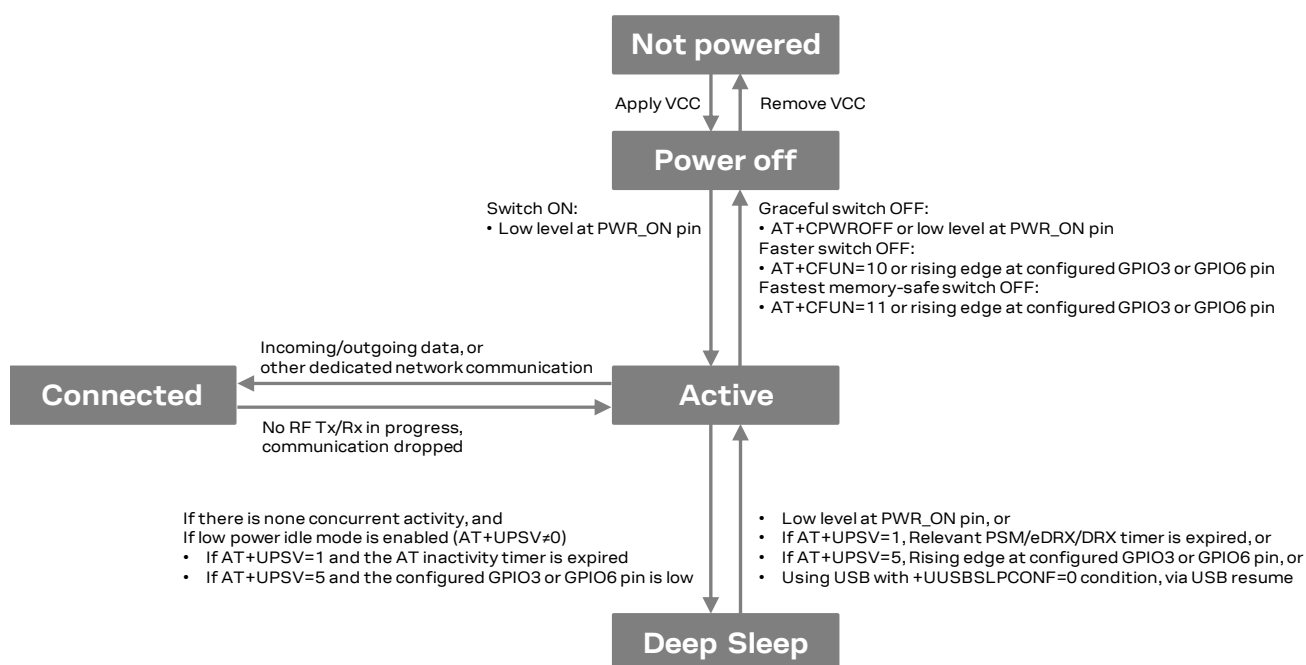 Not powered
Apply VCC
Remove VCC
Power off
Switch ON:
• Low level at PWR_ON pin
Graceful switch OFF:
• AT+CPWROFF or low level at PWR_ON pin
Faster switch OFF:
• AT+CFUN=10 or rising edge at configured GPIO3 or GPIO6 pin
Fastest memory-safe switch OFF:
• AT+CFUN=11 or rising edge at configured GPIO3 or GPIO6 pin
Incoming/outgoing data, or
other dedicated network communication
Connected
Active
No RF Tx/Rx in progress,
communication dropped
If there is none concurrent activity, and
If low power idle mode is enabled (AT+UPSV≠0)
• If AT+UPSV=1 and the AT inactivity timer is expired
• If AT+UPSV=5 and the configured GPIO3 or GPIO6 pin is low
• Low level at PWR_ON pin, or
• If AT+UPSV=1, Relevant PSM/eDRX/DRX timer is expired, or
• If AT+UPSV=5, Rising edge at configured GPIO3 or GPIO6 pin, or
• Using USB with +UUSBSLPCONF=0 condition, via USB resume
Deep Sleep